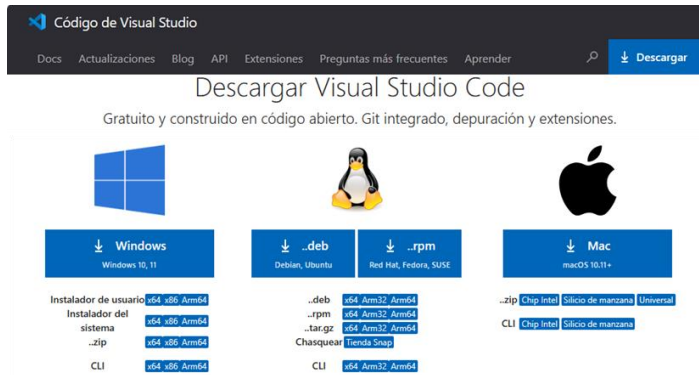 Código de Visual Studio
Docs Actualizaciones Blog API Extensiones Preguntas más frecuentes Aprender Descargar
Descargar Visual Studio Code
Gratuito y construido en código abierto. Git integrado, depuración y extensiones.
Windows
Windows 10, 11
..deb
Debian, Ubuntu
..rpm
Red Hat, Fedora, SUSE
Mac
macOS 10.11+
Instalador de usuario x64 x86 Arm64
Instalador del
sistema x64 x86 Arm64
..zip x64 x86 Arm64
CLI x64 x86 Arm64
..deb x64 Arm32 Arm64
..rpm x64 Arm32 Arm64
..tar.gz x64 Arm32 Arm64
Chasquear Tienda Snap
CLI x64 Arm32 Arm64
..zip Chip Intel Silicio de manzana Universal
CLI Chip Intel Silicio de manzana